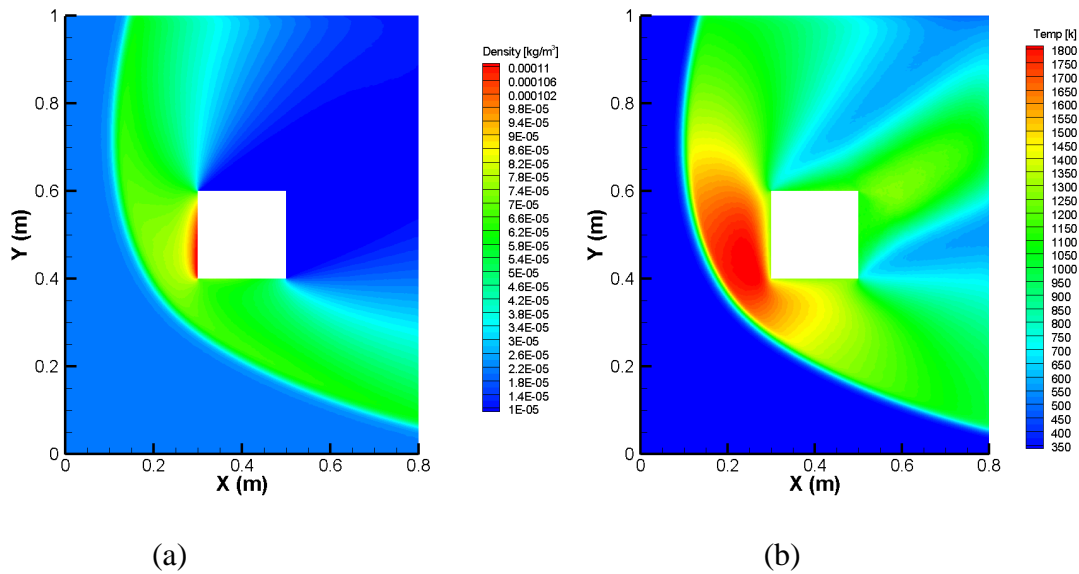 Density [kg/m³]
0.00011
0.000106
0.000102
9.8E-05
9.4E-05
9E-05
8.6E-05
8.2E-05
7.8E-05
7.4E-05
7E-05
6.6E-05
6.2E-05
5.8E-05
5.4E-05
5E-05
4.6E-05
4.2E-05
3.8E-05
3.4E-05
3E-05
2.6E-05
2.2E-05
1.8E-05
1.4E-05
1E-05
1
0.8
0.6
0.4
0.2
0
Y (m)
0 0.2 0.4 0.6 0.8
X (m)
(a)
Temp [k]
1800
1750
1700
1650
1600
1550
1500
1450
1400
1350
1300
1250
1200
1150
1100
1050
1000
950
900
850
800
750
700
650
600
550
500
450
400
350
1
0.8
0.6
0.4
0.2
0
Y (m)
0 0.2 0.4 0.6 0.8
X (m)
(b)